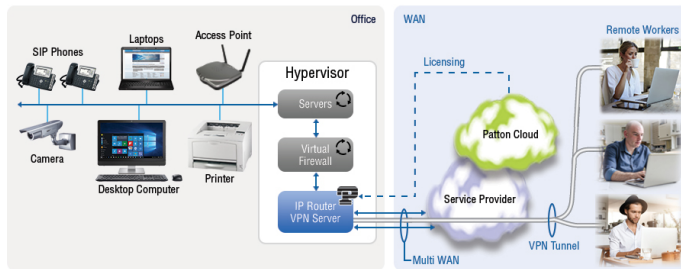 Office
WAN
SIP Phones
Laptops
Access Point
Remote Workers
Licensing
Hypervisor
Servers
Camera
Desktop Computer
Printer
Virtual
Firewall
Patton Cloud
IP Router
VPN Server
Service Provider
VPN Tunnel
Multi WAN